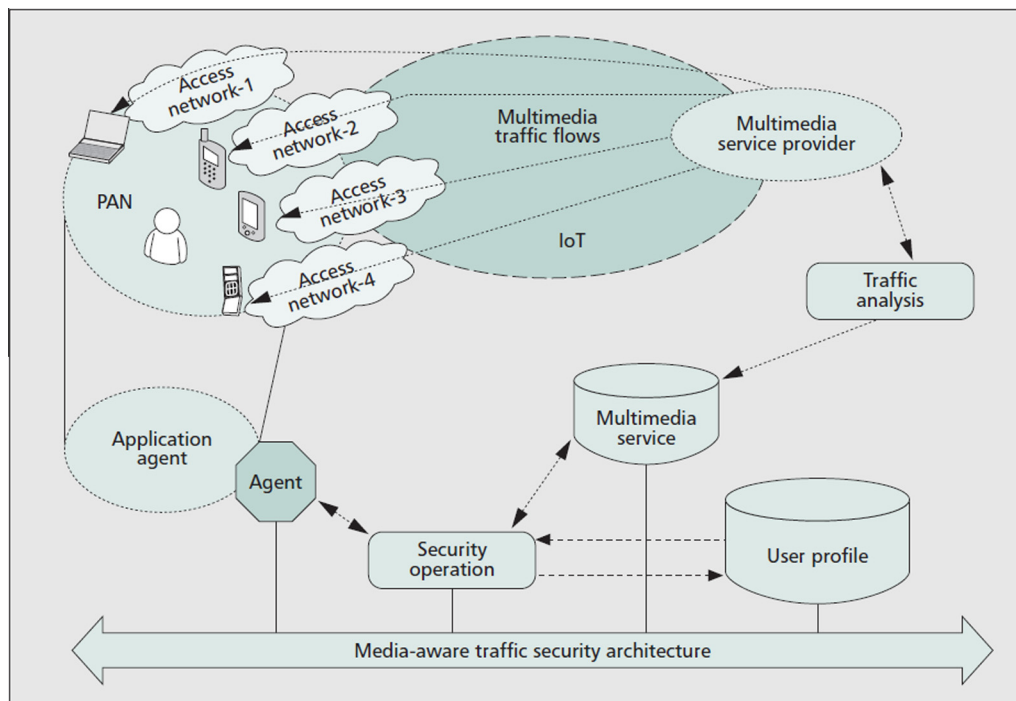 Access
network-1
Access
network-2
Multimedia
traffic flows
Multimedia
service provider
PAN
Access
network-3
IoT
Access
network-4
Traffic
analysis
Multimedia
service
Application
agent
Agent
Security
operation
User profile
Media-aware traffic security architecture